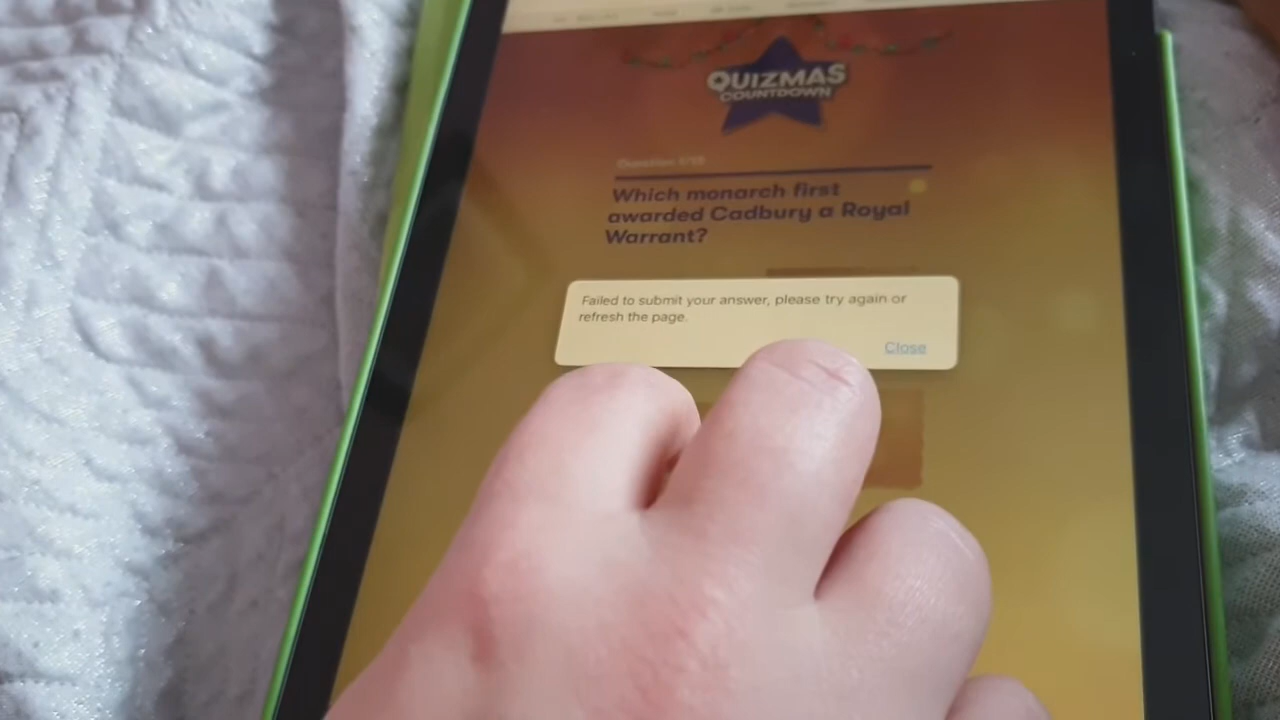 QUIZMAS
COUNTDOWN
Which monarch first
awarded Cadbury a Royal
Warrant?
Failed to submit your answer, please try again or
refresh the page.
Close